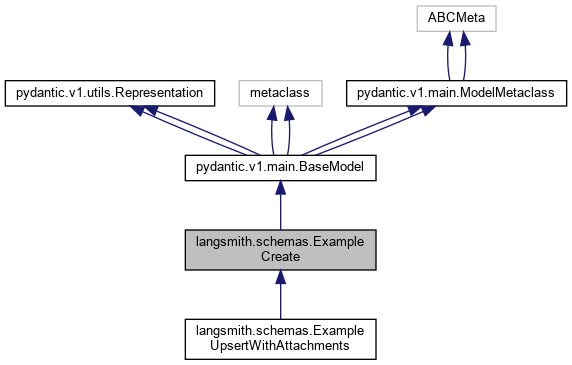 ABCMeta
pydantic.v1.utils.Representation
metaclass
pydantic.v1.main.ModelMetaclass
pydantic.v1.main.BaseModel
langsmith.schemas.Example
Create
langsmith.schemas.Example
UpsertWithAttachments